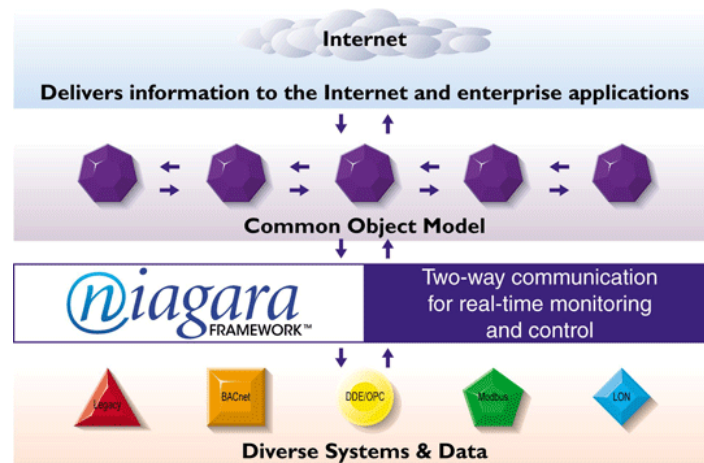 Internet
Delivers information to the Internet and enterprise applications
Common Object Model
niagara
FRAMEWORK™
Two-way communication
for real-time monitoring
and control
Legacy
BACnet
DDE/OPC
Modbus
LON
Diverse Systems & Data